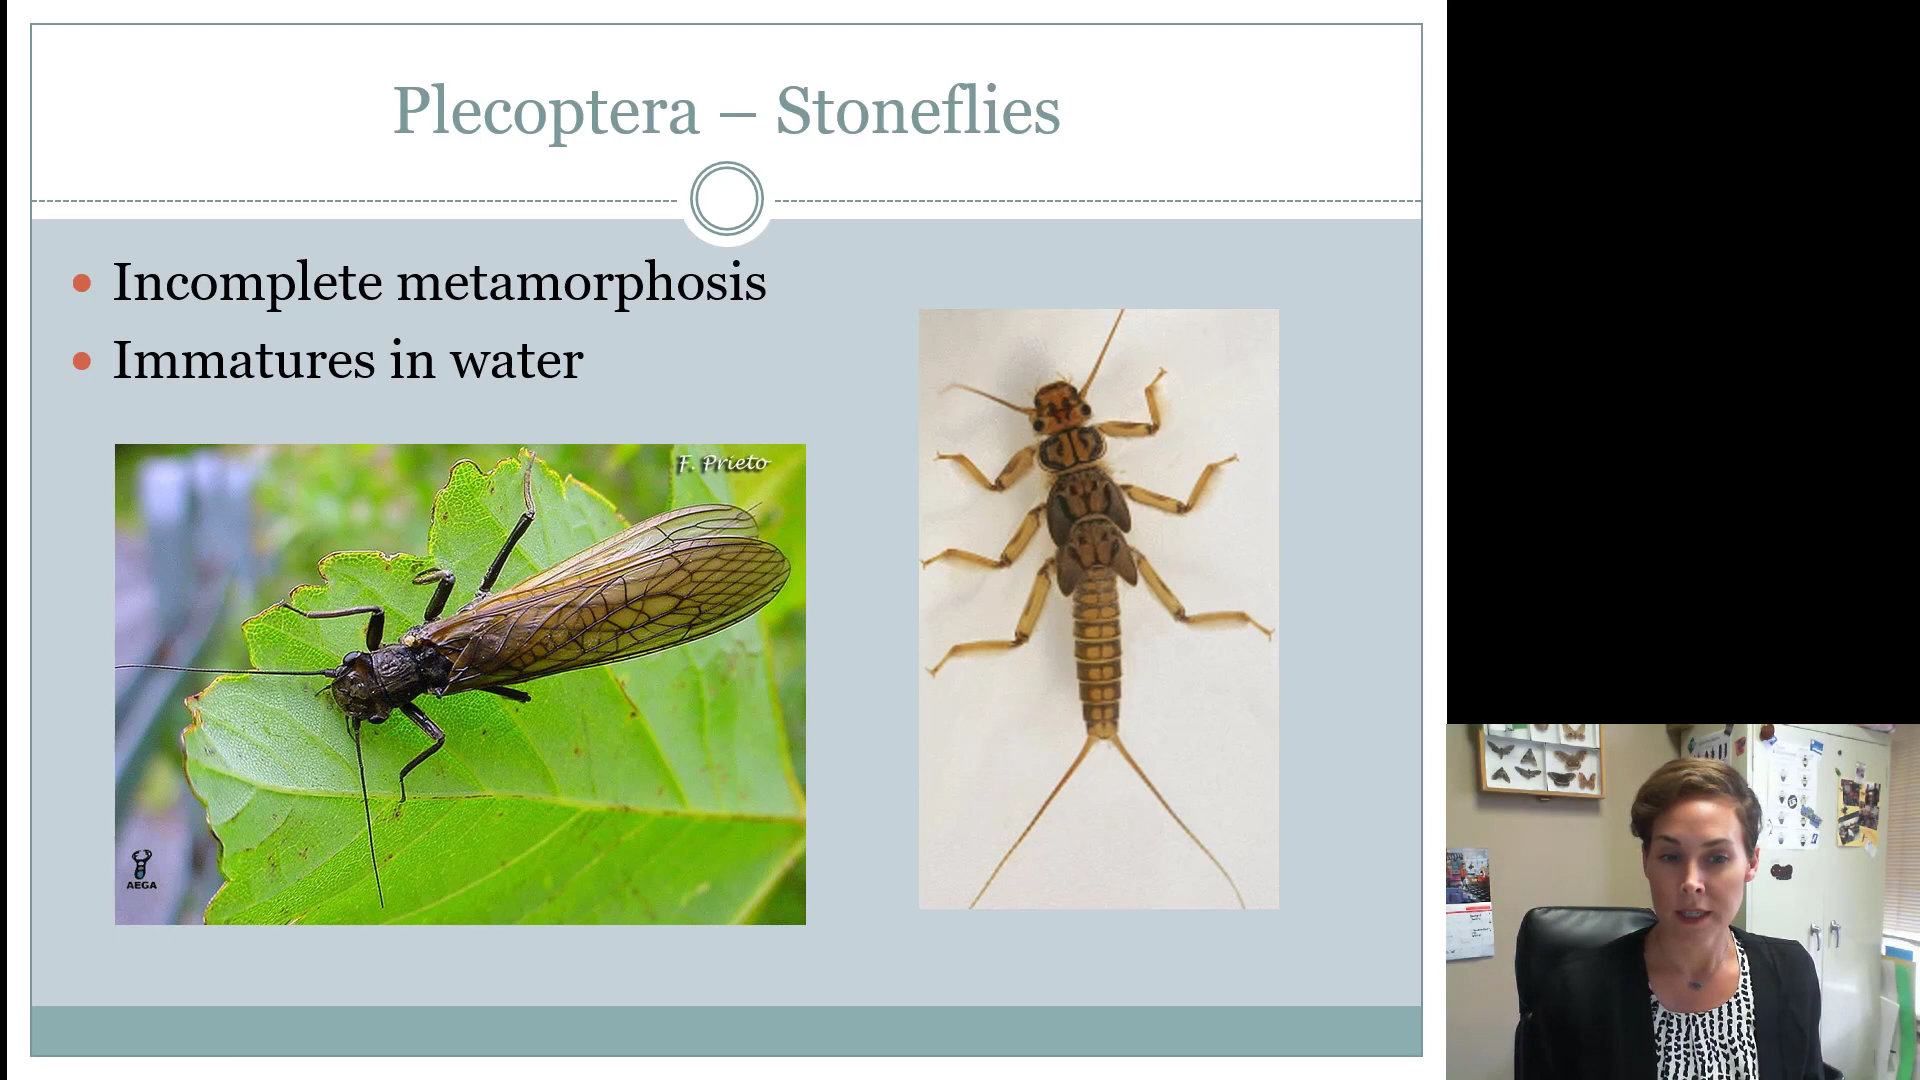 Plecoptera – Stoneflies
Incomplete metamorphosis
Immatures in water
F. Prieto
AEGA